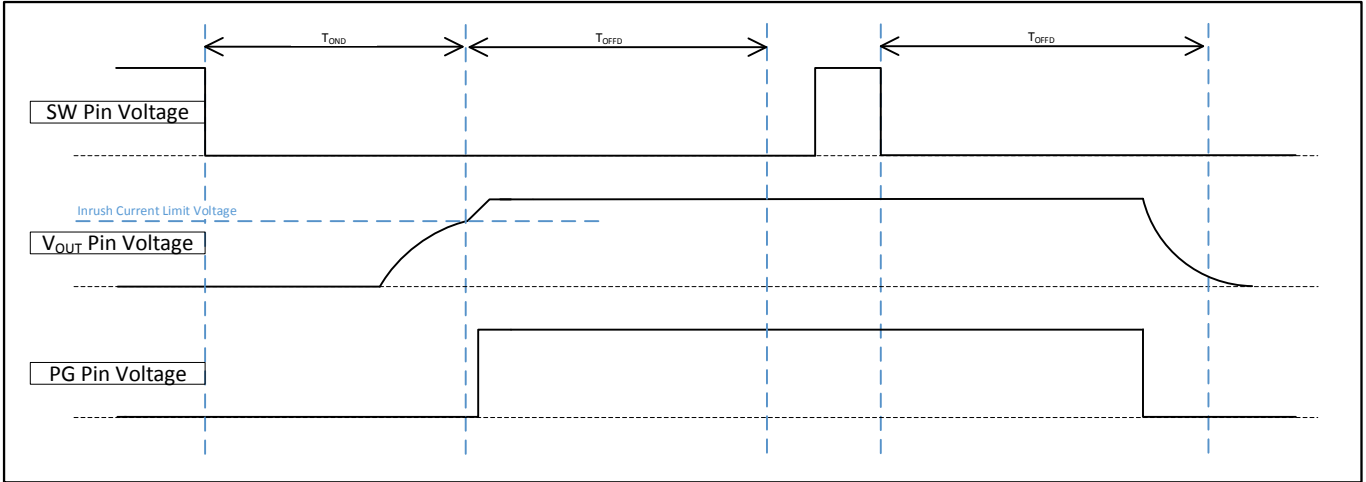 TOND
TOFFD
TOFFD
SW Pin Voltage
Inrush Current Limit Voltage
VOUT Pin Voltage
PG Pin Voltage